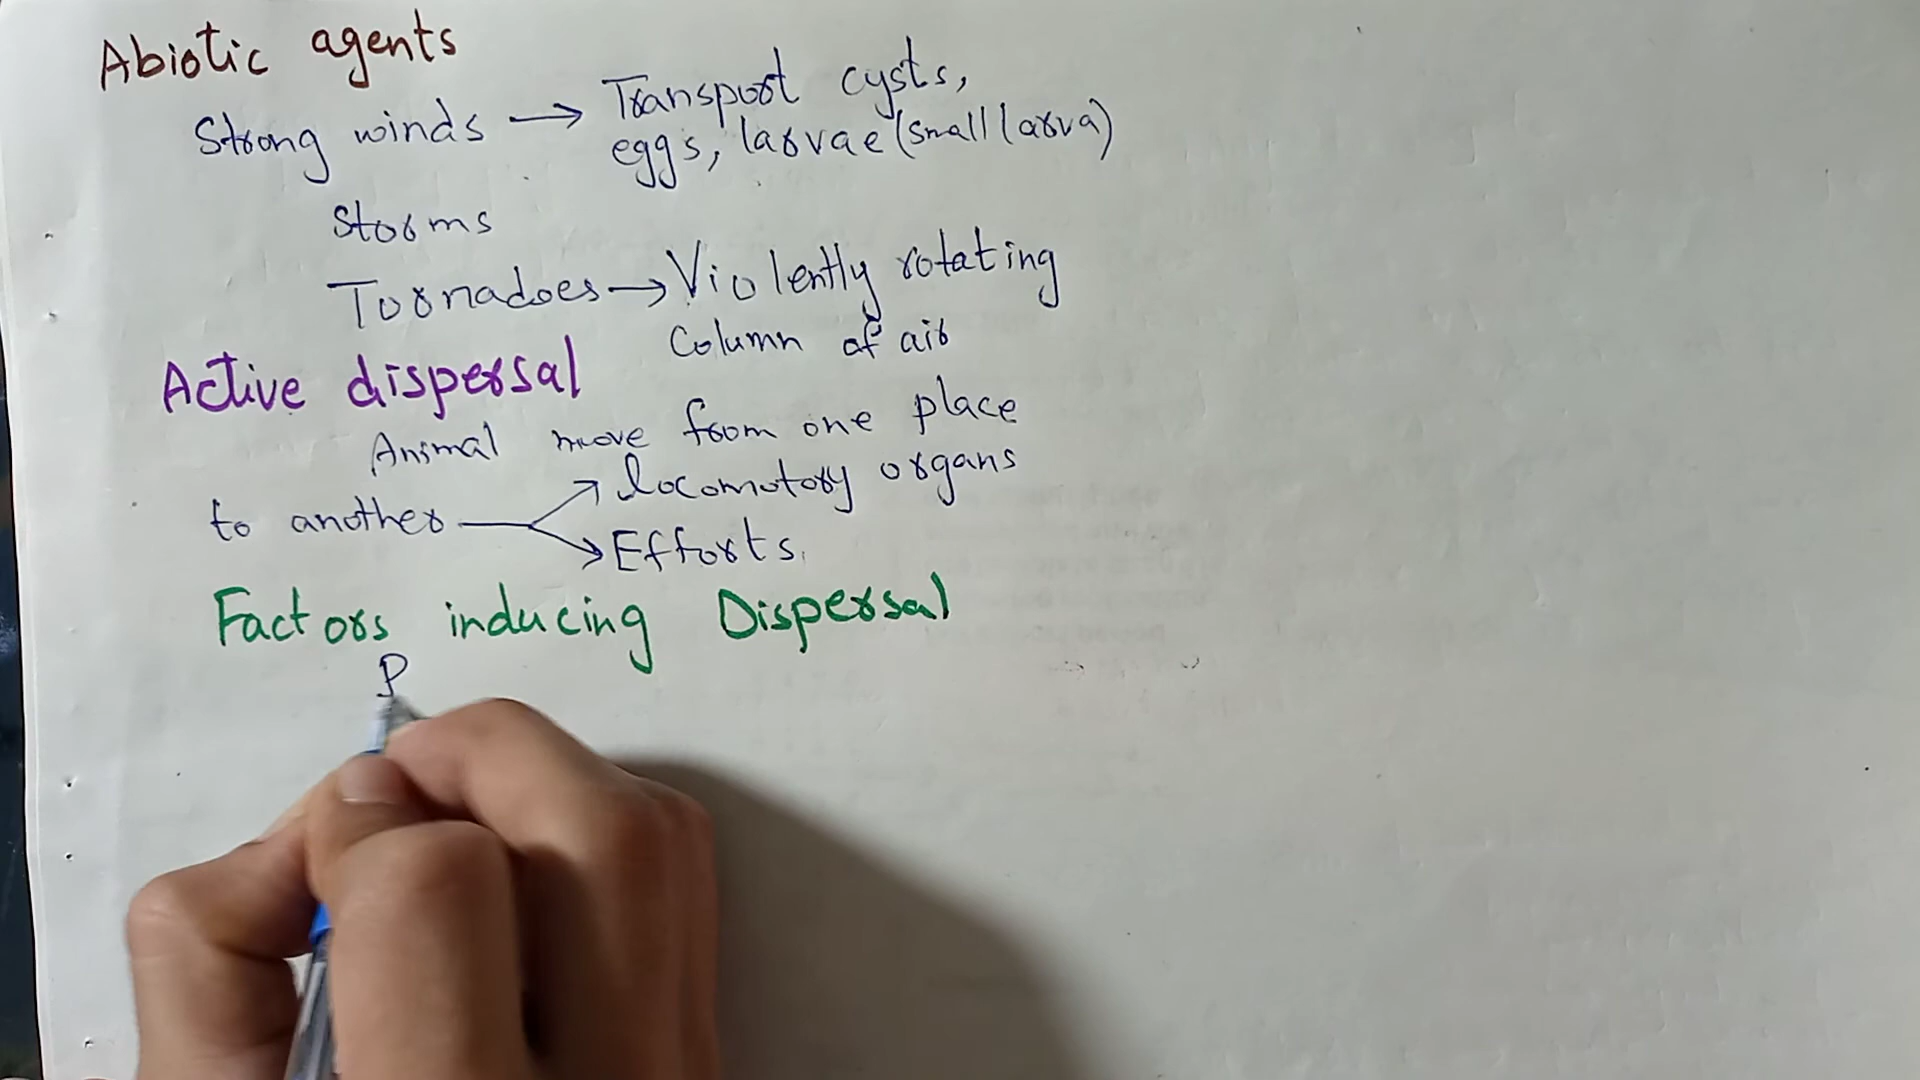 Abiotic agents
Strong winds → Transport cysts,
eggs, larvae (small larva)
Storms
Tornadoes → Violently rotating
Column of air
Active dispersal
Animal move from one place
to another → locomotory organs
→ Efforts.
Factors inducing Dispersal
P